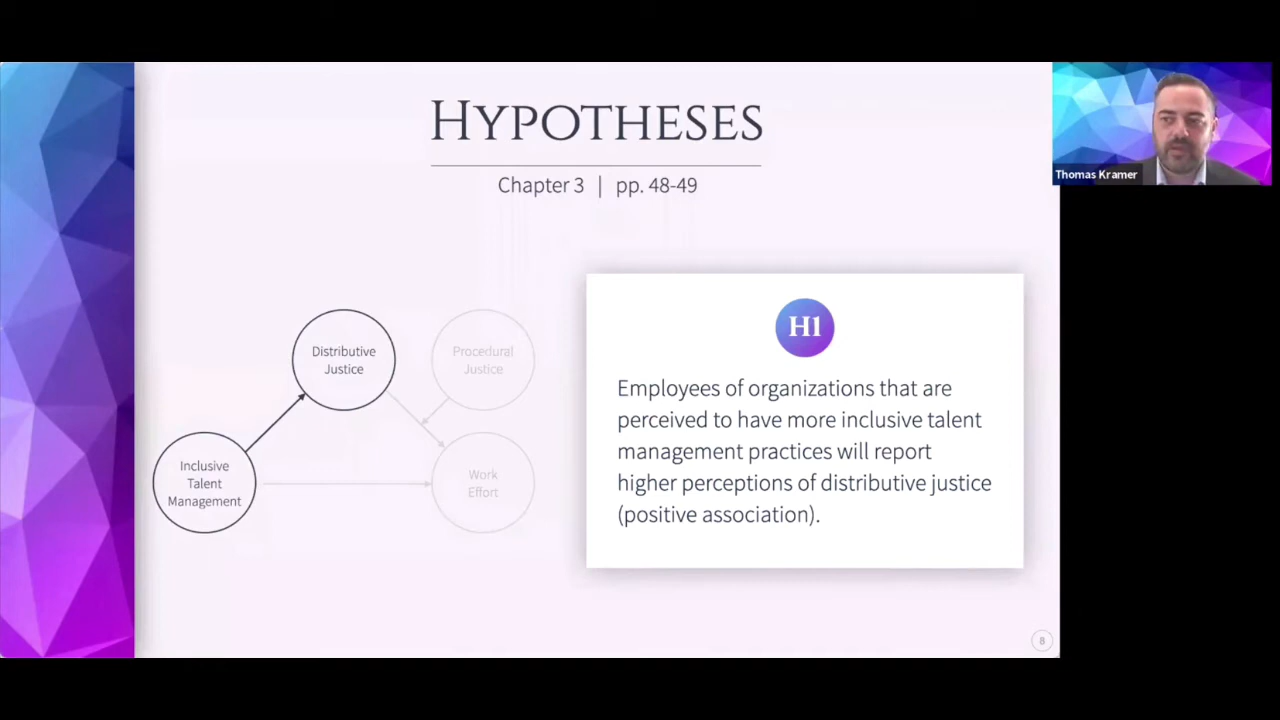 HYPOTHESES
Chapter 3 | pp. 48-49
Thomas Kramer
Distributive
Justice
Procedural
Justice
Inclusive
Talent
Management
Work
Effort
H1
Employees of organizations that are
perceived to have more inclusive talent
management practices will report
higher perceptions of distributive justice
(positive association).
8